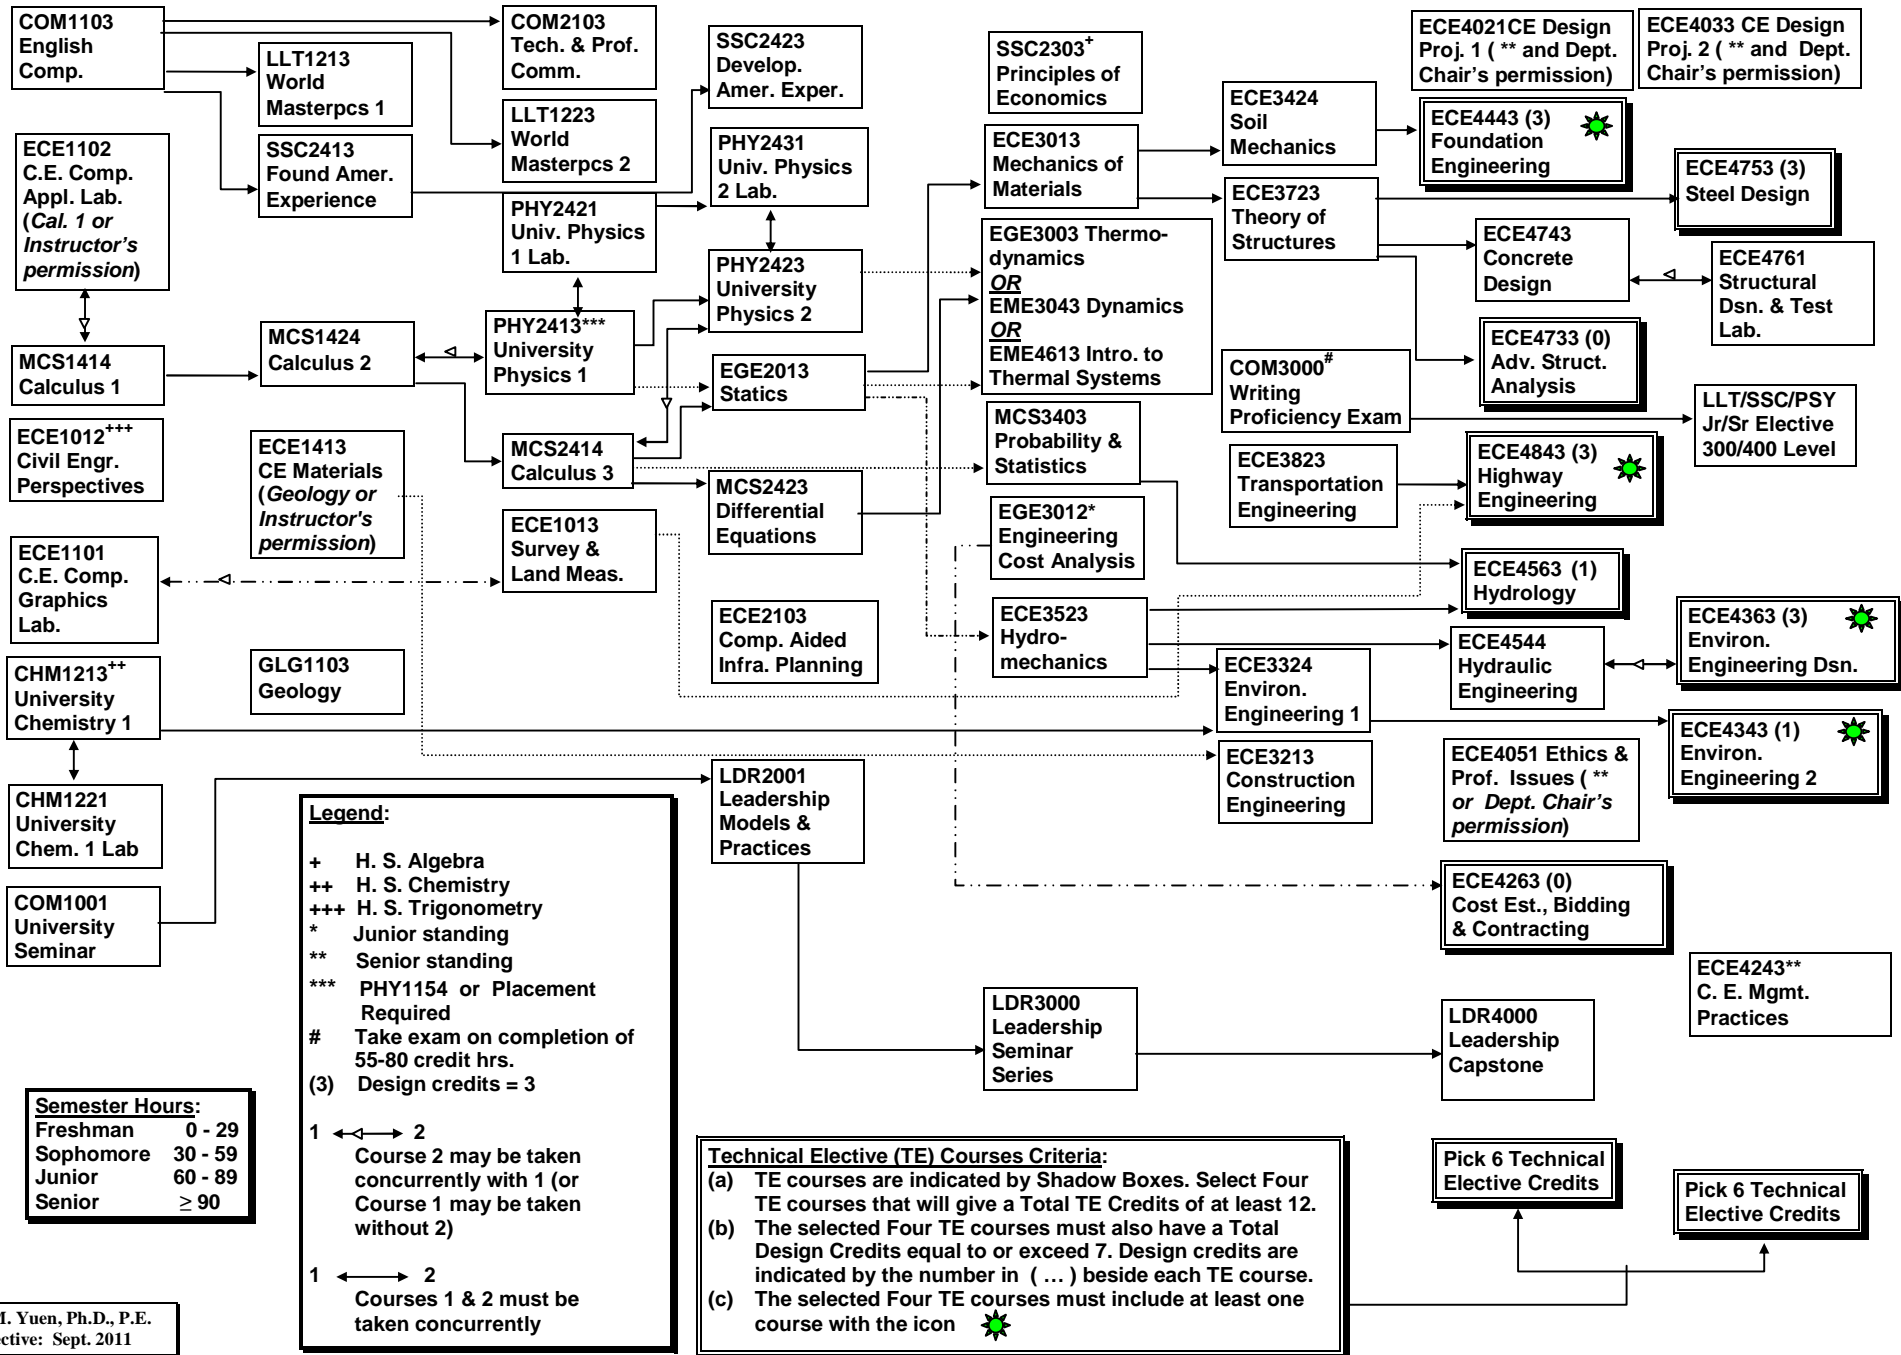 COM1103
English
Comp.
LLT1213
World
Masterpcs 1
ECE1102
C.E. Comp.
Appl. Lab.
(Cal. 1 or
Instructor's
permission)
SSC2413
Found Amer.
Experience
COM2103
Tech. & Prof.
Comm.
LLT1223
World
Masterpcs 2
PHY2421
Univ. Physics
1 Lab.
SSC2423
Develop.
Amer. Exper.
PHY2431
Univ. Physics
2 Lab.
PHY2423
University
Physics 2
MCS1414
Calculus 1
MCS1424
Calculus 2
PHY2413***
University
Physics 1
EGE2013
Statics
ECE1012+++
Civil Engr.
Perspectives
ECE1413
CE Materials
(Geology or
Instructor's
permission)
MCS2414
Calculus 3
MCS2423
Differential
Equations
ECE1101
C.E. Comp.
Graphics
Lab.
ECE1013
Survey &
Land Meas.
ECE2103
Comp. Aided
Infra. Planning
CHM1213++
University
Chemistry 1
GLG1103
Geology
CHM1221
University
Chem. 1 Lab
COM1001
University
Seminar
LDR2001
Leadership
Models &
Practices
SSC2303+
Principles of
Economics
ECE3013
Mechanics of
Materials
EGE3003 Thermo-
dynamics
OR
EME3043 Dynamics
OR
EME4613 Intro. to
Thermal Systems
MCS3403
Probability &
Statistics
EGE3012*
Engineering
Cost Analysis
ECE3523
Hydro-
mechanics
LDR3000
Leadership
Seminar
Series
ECE3424
Soil
Mechanics
ECE3723
Theory of
Structures
COM3000#
Writing
Proficiency Exam
ECE3823
Transportation
Engineering
ECE3324
Environ.
Engineering 1
ECE3213
Construction
Engineering
ECE4021CE Design
Proj. 1 ( ** and Dept.
Chair's permission)
ECE4033 CE Design
Proj. 2 ( ** and Dept.
Chair's permission)
ECE4443 (3)
Foundation
Engineering
ECE4753 (3)
Steel Design
ECE4743
Concrete
Design
ECE4761
Structural
Dsn. & Test
Lab.
ECE4733 (0)
Adv. Struct.
Analysis
LLT/SSC/PSY
Jr/Sr Elective
300/400 Level
ECE4843 (3)
Highway
Engineering
ECE4563 (1)
Hydrology
ECE4544
Hydraulic
Engineering
ECE4363 (3)
Environ.
Engineering Dsn.
ECE4343 (1)
Environ.
Engineering 2
ECE4051 Ethics &
Prof. Issues ( **
or Dept. Chair's
permission)
ECE4263 (0)
Cost Est., Bidding
& Contracting
ECE4243**
C. E. Mgmt.
Practices
LDR4000
Leadership
Capstone
Legend:
+ H. S. Algebra
++ H. S. Chemistry
+++ H. S. Trigonometry
* Junior standing
** Senior standing
*** PHY1154 or Placement
Required
# Take exam on completion of
55-80 credit hrs.
(3) Design credits = 3
1 2
Course 2 may be taken
concurrently with 1 (or
Course 1 may be taken
without 2)
1 2
Courses 1 & 2 must be
taken concurrently
Semester Hours:
Freshman 0 - 29
Sophomore 30 - 59
Junior 60 - 89
Senior ≥ 90
Technical Elective (TE) Courses Criteria:
(a) TE courses are indicated by Shadow Boxes. Select Four
TE courses that will give a Total TE Credits of at least 12.
(b) The selected Four TE courses must also have a Total
Design Credits equal to or exceed 7. Design credits are
indicated by the number in ( ... ) beside each TE course.
(c) The selected Four TE courses must include at least one
course with the icon
Pick 6 Technical
Elective Credits
Pick 6 Technical
Elective Credits
M. Yuen, Ph.D., P.E.
ective: Sept. 2011